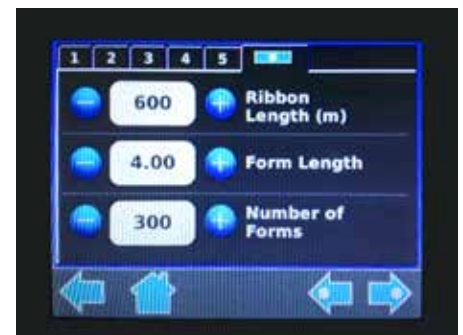 1 2 3 4 5
600 Ribbon
Length (m)
4.00 Form Length
300 Number of
Forms